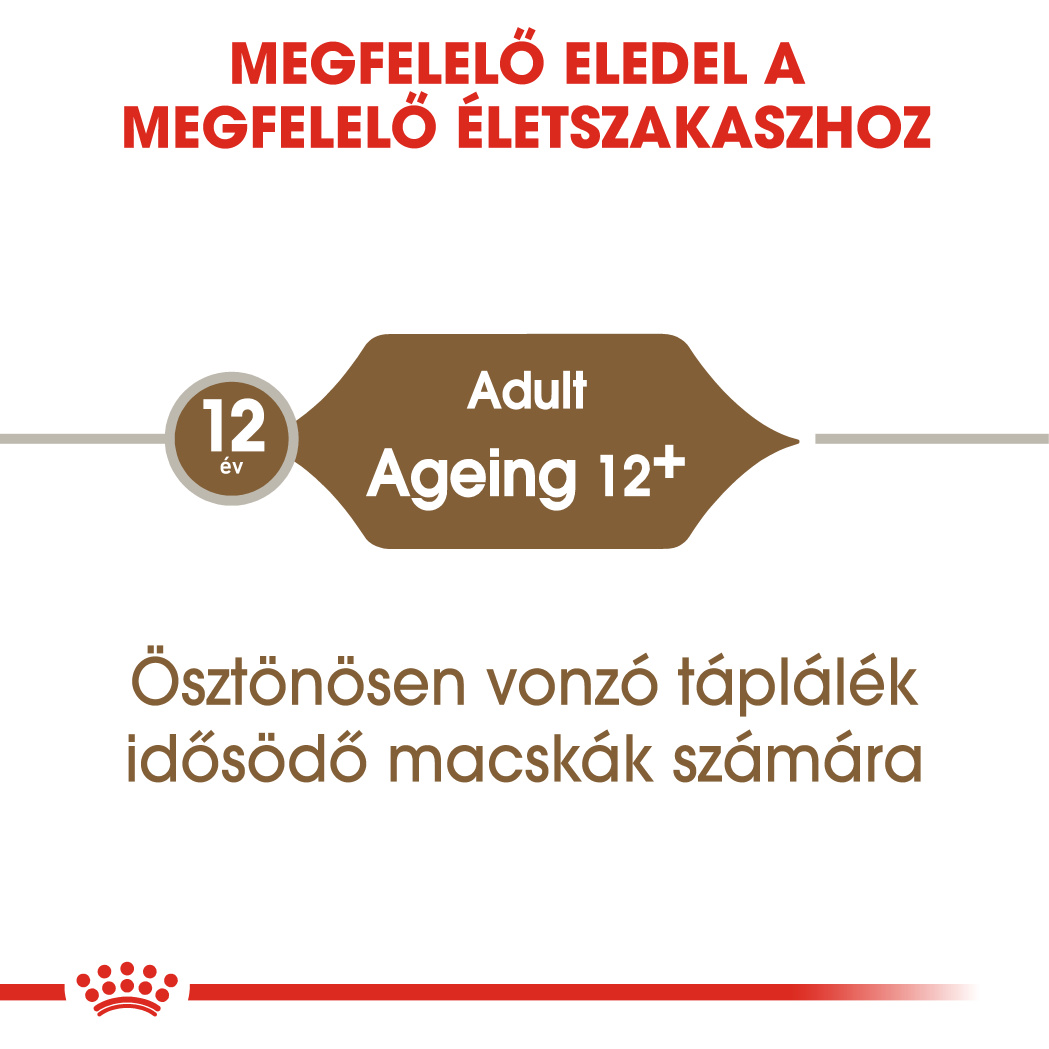 MEGFELELŐ ELEDEL A
MEGFELELŐ ÉLETSZAKASZHOZ
Adult
12
év
Ageing 12+
Ösztönösen vonzó táplálék
idősödő macskák számára